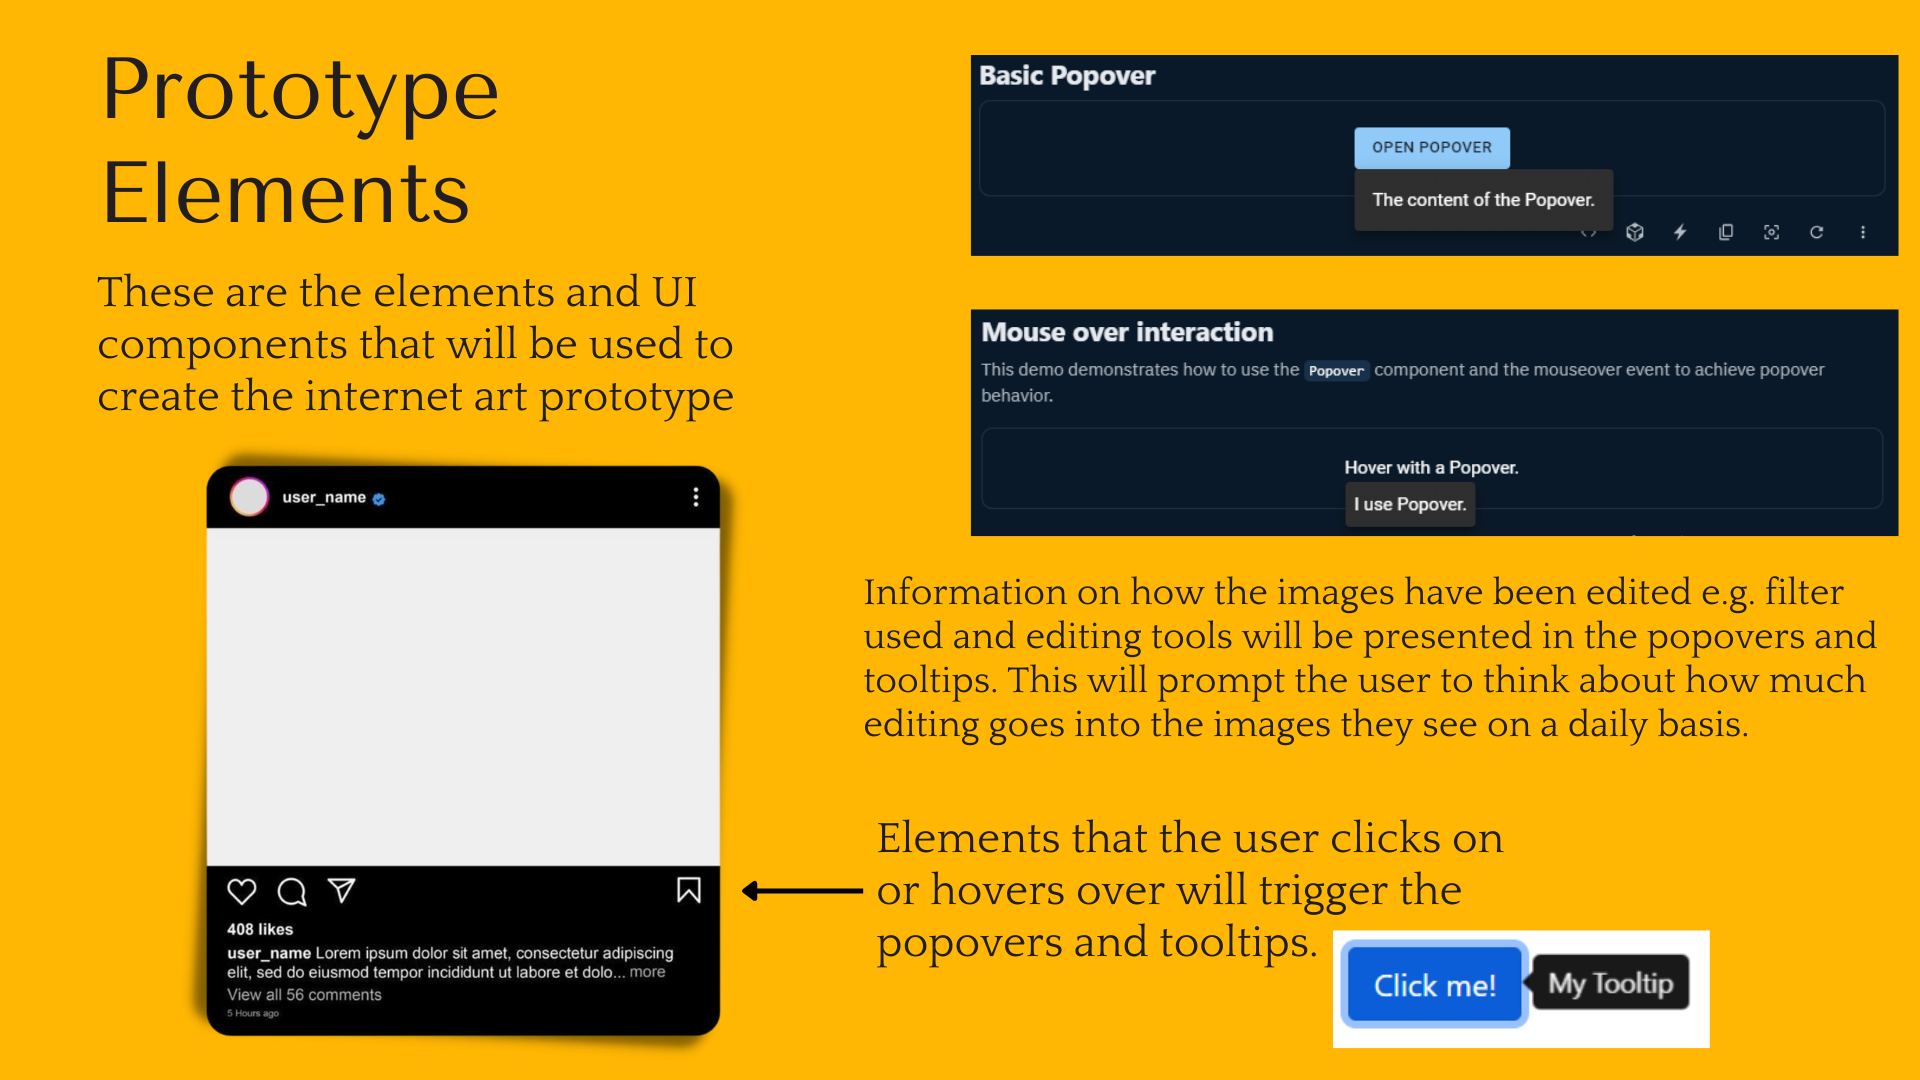 Prototype
Elements
These are the elements and UI
components that will be used to
create the internet art prototype
user_name
408 likes
user_name Lorem ipsum dolor sit amet, consectetur adipiscing
elit, sed do eiusmod tempor incididunt ut labore et dolo... more
View all 56 comments
5 Hours ago
Basic Popover
OPEN POPOVER
The content of the Popover.
Mouse over interaction
This demo demonstrates how to use the Popover component and the mouseover event to achieve popover
behavior.
Hover with a Popover.
I use Popover.
Information on how the images have been edited e.g. filter
used and editing tools will be presented in the popovers and
tooltips. This will prompt the user to think about how much
editing goes into the images they see on a daily basis.
Elements that the user clicks on
or hovers over will trigger the
popovers and tooltips.
Click me!
My Tooltip